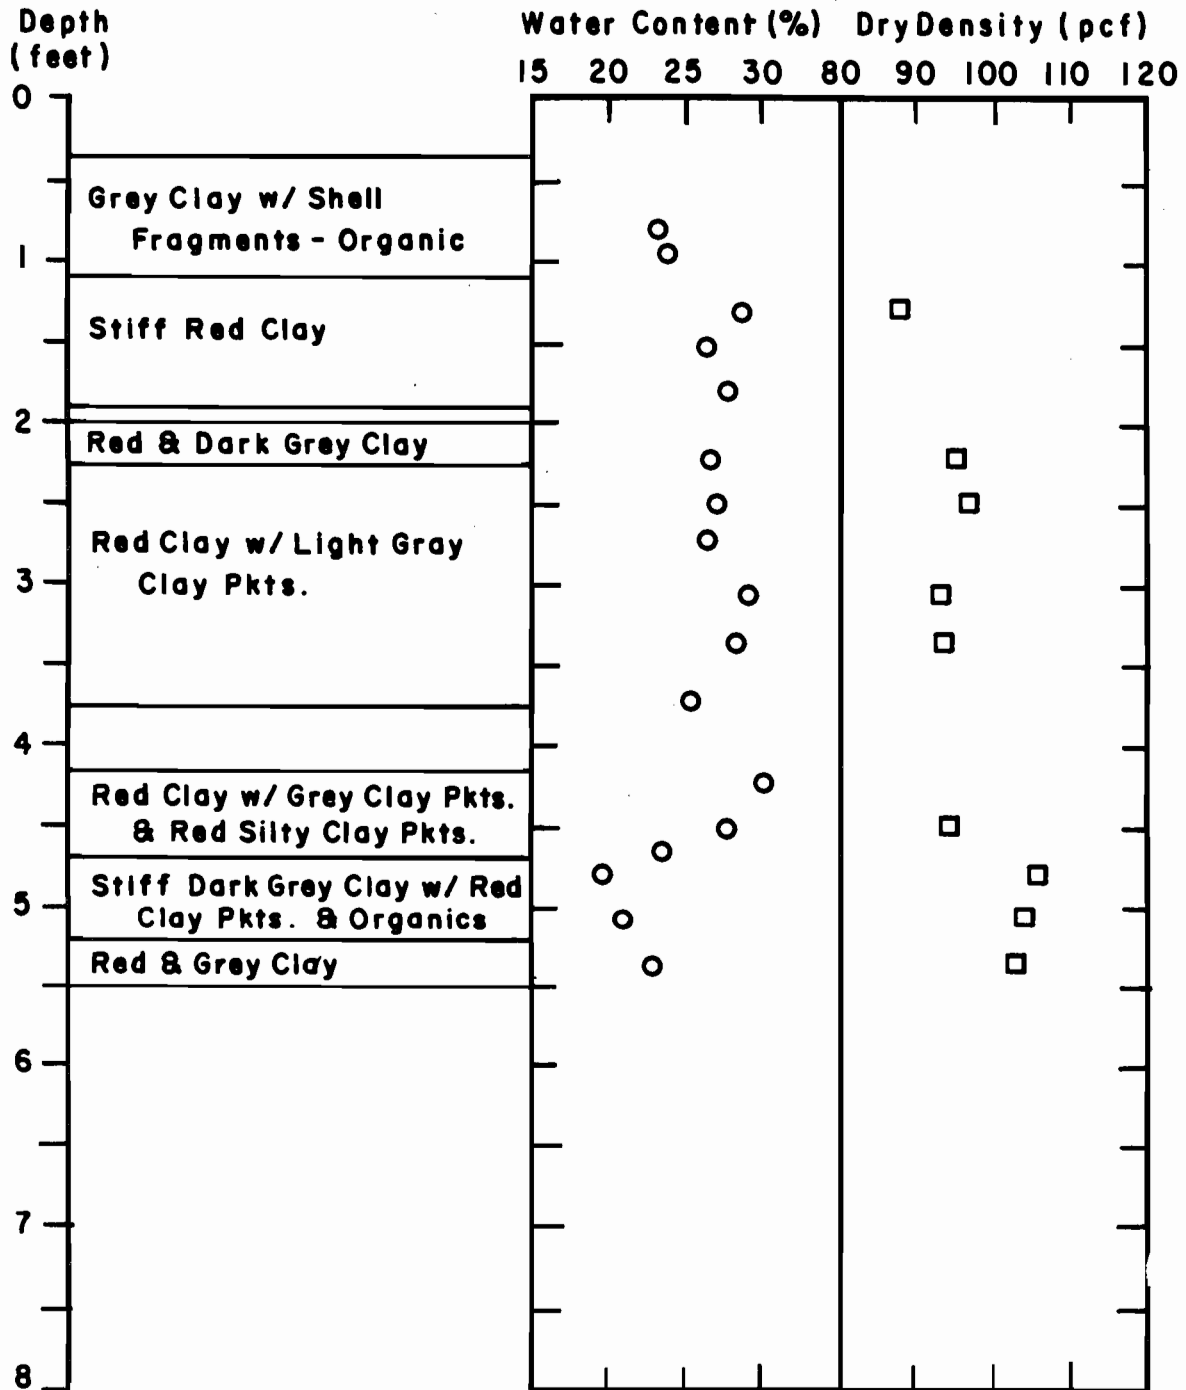 Depth
(feet)
Water Content (%) Dry Density (pcf)
15 20 25 30 80 90 100 110 120
0
Grey Clay w/ Shell
Fragments - Organic
1
Stiff Red Clay
2
Red & Dark Grey Clay
Red Clay w/ Light Gray
Clay Pkts.
3
4
Red Clay w/ Grey Clay Pkts.
& Red Silty Clay Pkts.
Stiff Dark Grey Clay w/ Red
Clay Pkts. & Organics
5
Red & Grey Clay
6
7
8